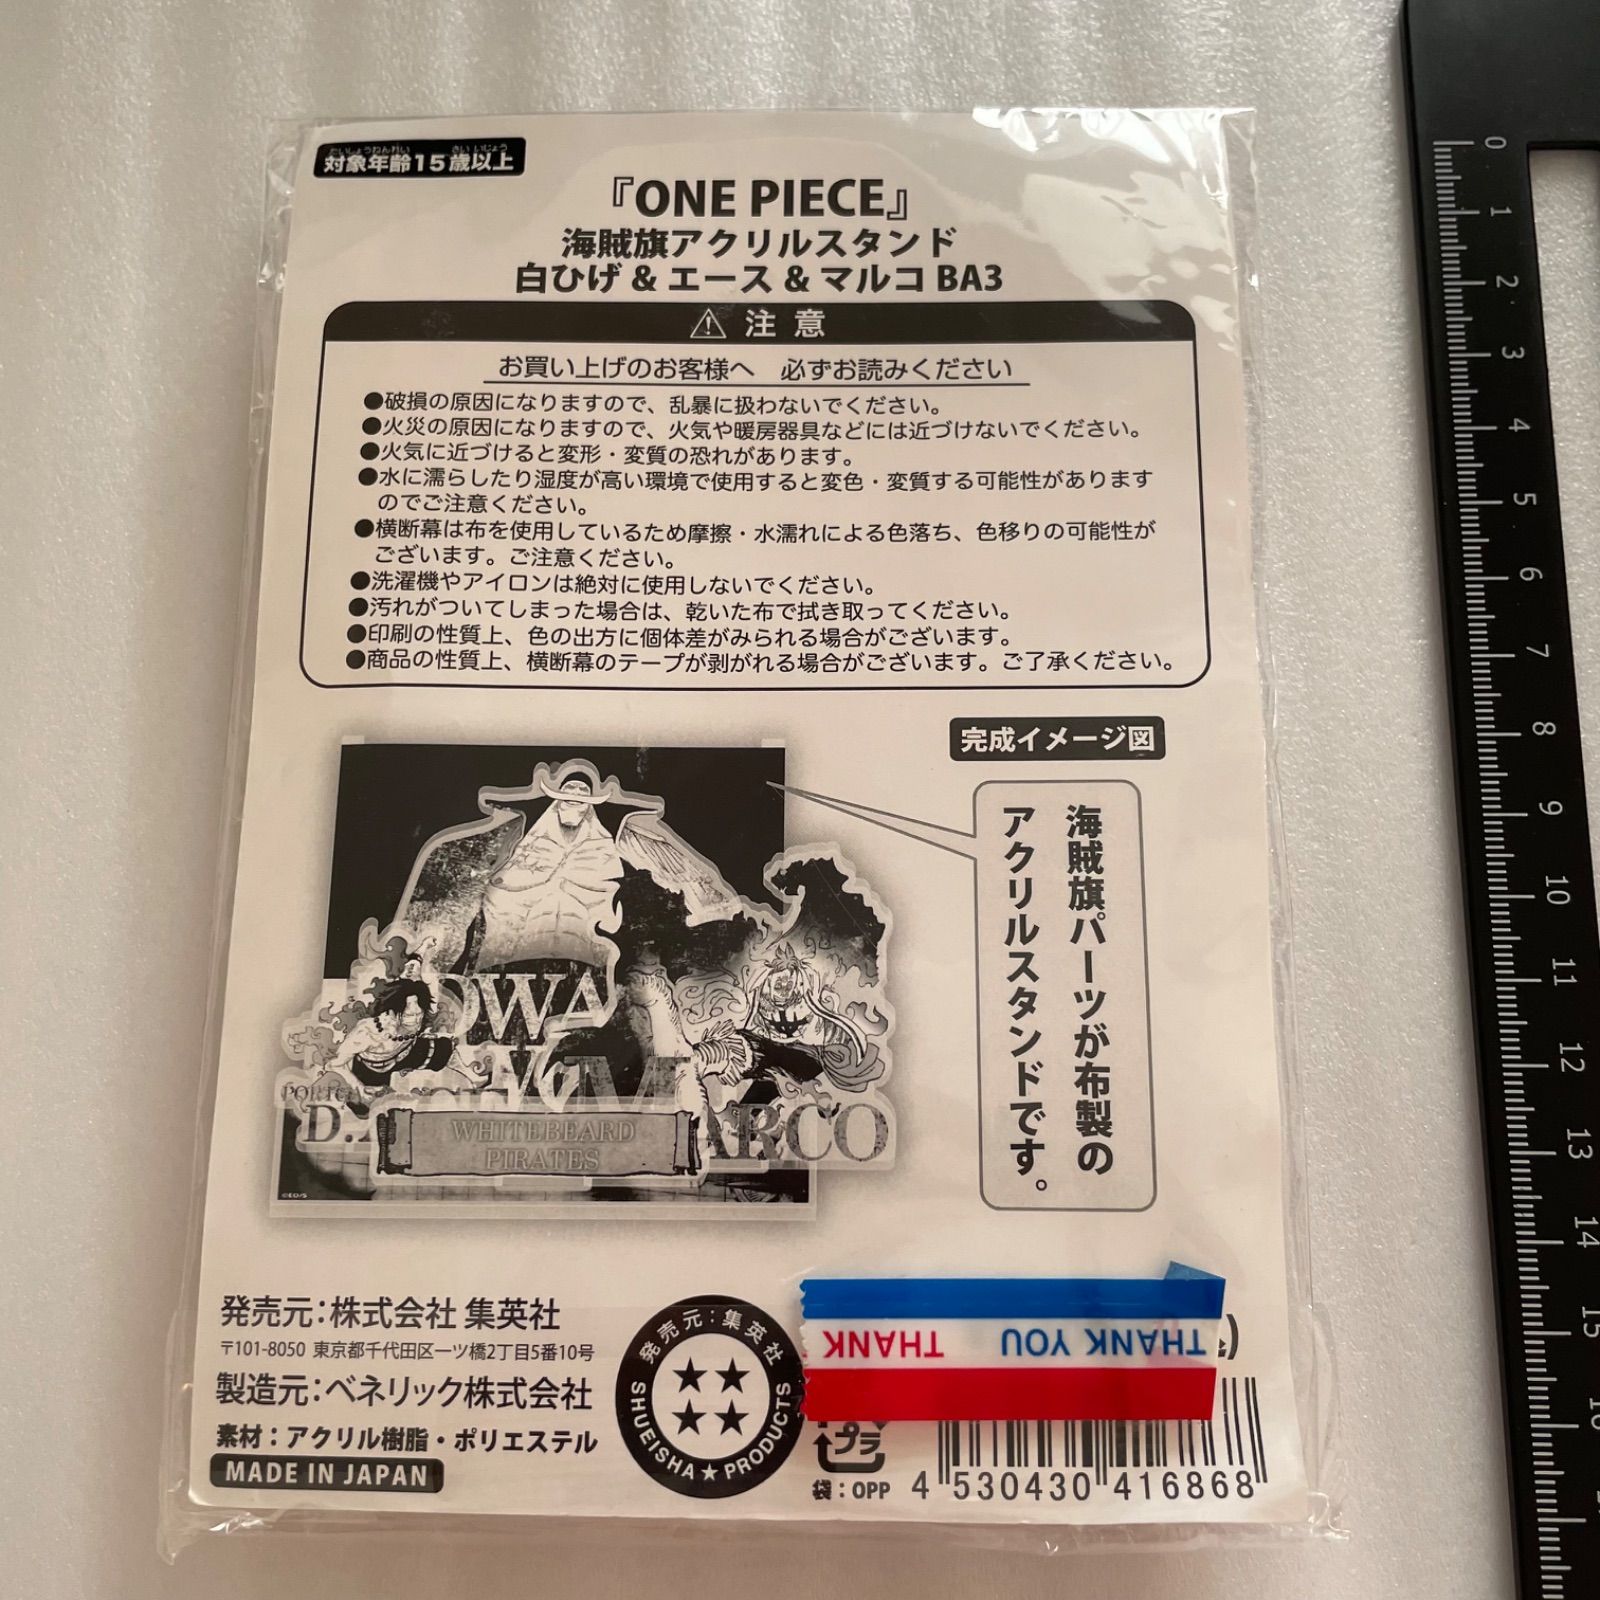 対象年齢15歳以上
『ONE PIECE』
海賊旗アクリルスタンド
白ひげ & エース & マルコ BA3
注意
お買い上げのお客様へ 必ずお読みください
●破損の原因になりますので、乱暴に扱わないでください。
●火災の原因になりますので、火気や暖房器具などには近づけないでください。
●火気に近づけると変形・変質の恐れがあります。
●水に濡らしたり湿度が高い環境で使用すると変色・変質する可能性があります
のでご注意ください。
●横断幕は布を使用しているため摩擦・水濡れによる色落ち、色移りの可能性が
ございます。ご注意ください。
●洗濯機やアイロンは絶対に使用しないでください。
●汚れがついてしまった場合は、乾いた布で拭き取ってください。
●印刷の性質上、色の出方に個体差がみられる場合がございます。
●商品の性質上、横断幕のテープが剥がれる場合がございます。ご了承ください。
完成イメージ図
海賊旗パーツが布製の
アクリルスタンドです。
DWA
PORTGAS
D.
ARCO
WHITEBEARD
PIRATES
©EO/S
発売元:株式会社 集英社
〒101-8050 東京都千代田区一ツ橋2丁目5番10号
製造元:ベネリック株式会社
素材:アクリル樹脂・ポリエステル
MADE IN JAPAN
発売元:集英社
SHUEISHA★PRODUCTS
THANK YOU THANK
プラ
袋:OPP
4 530430 416868
0
1
2
3
4
5
6
7
8
9
10
11
12
13
14
15